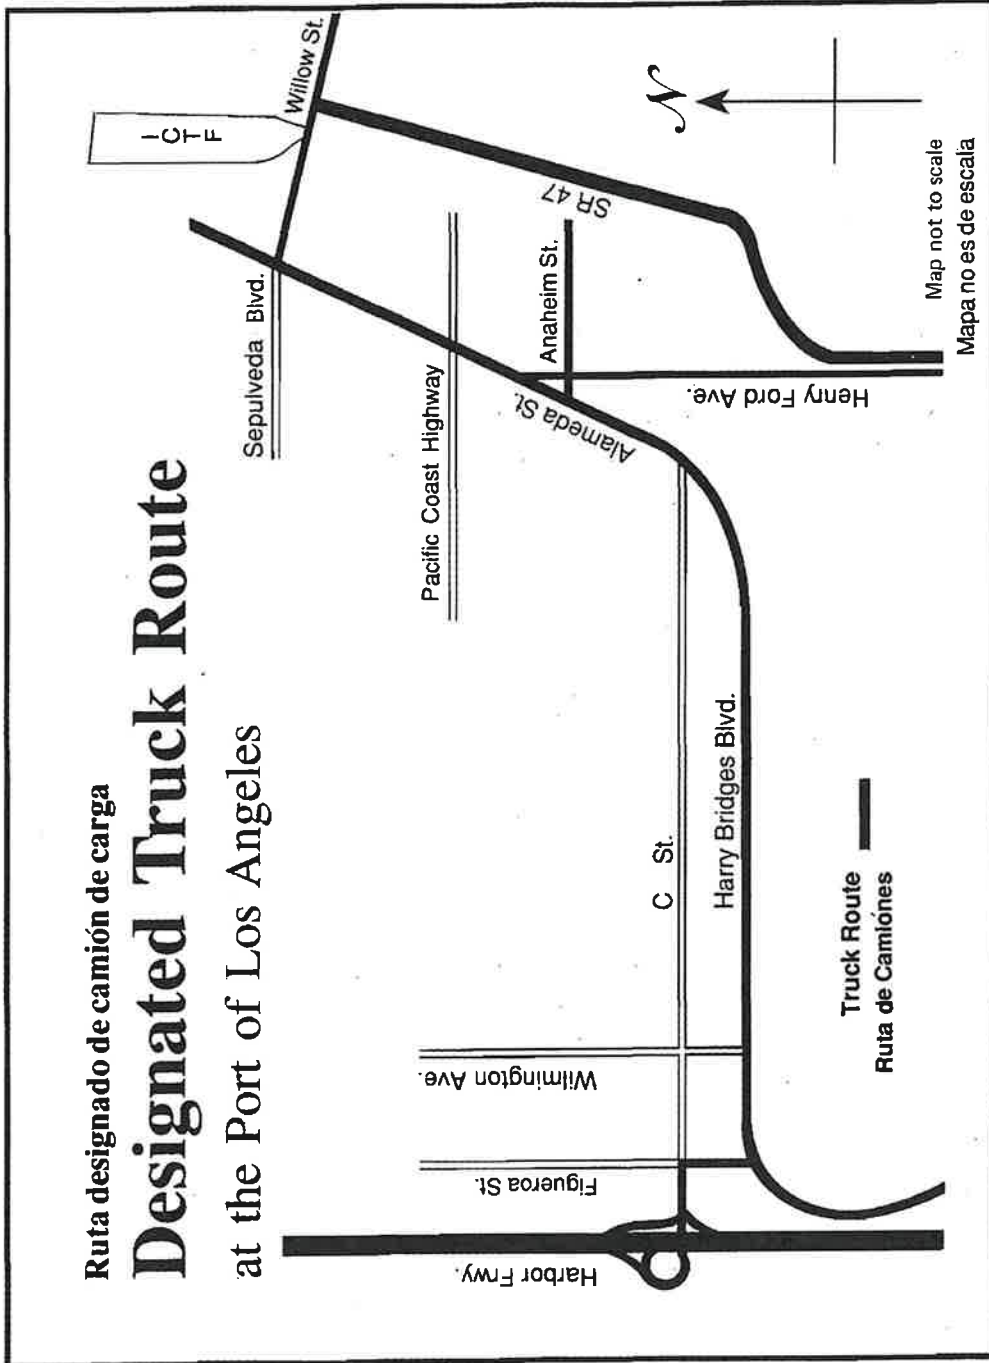 Ruta designado de camión de carga
Designated Truck Route
at the Port of Los Angeles
I
C
T
F
Willow St.
Sepulveda Blvd.
Pacific Coast Highway
SR 47
Anaheim St.
Alameda St.
Henry Ford Ave.
N
Harbor Frwy.
Figueroa St.
Wilmington Ave.
C St.
Harry Bridges Blvd.
Truck Route
Ruta de Camiónes
Map not to scale
Mapa no es de escala